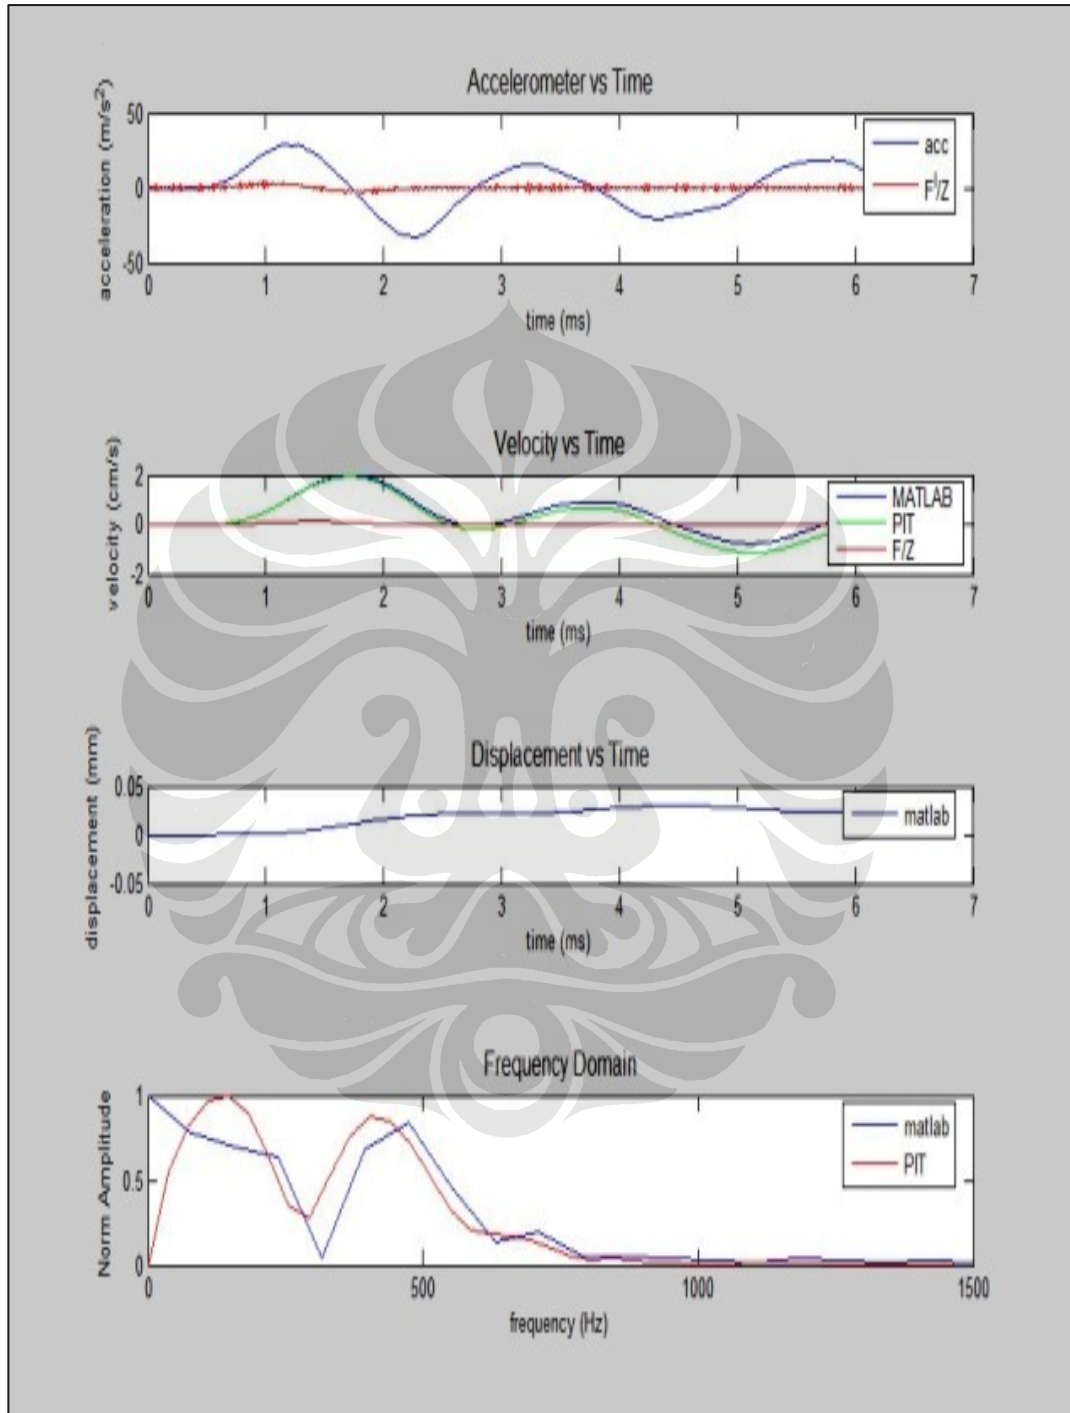 Accelerometer vs Time
acceleration (m/s²)
50
0
-50
acc
F/Z
0 1 2 3 4 5 6 7
time (ms)
Velocity vs Time
velocity (cm/s)
2
0
-2
MATLAB
PIT
F/Z
0 1 2 3 4 5 6 7
time (ms)
Displacement vs Time
displacement (mm)
0.05
0
-0.05
matlab
0 1 2 3 4 5 6 7
time (ms)
Frequency Domain
Norm Amplitude
1
0.5
0
matlab
PIT
0 500 1000 1500
frequency (Hz)